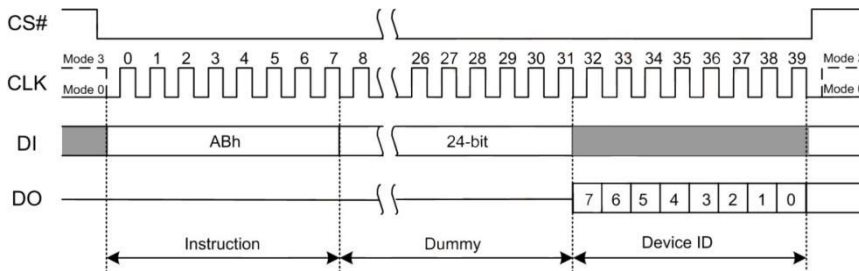 CS#
Mode 3 0 1 2 3 4 5 6 7 8 26 27 28 29 30 31 32 33 34 35 36 37 38 39 Mode 3
CLK
Mode 0 Mode 0
DI ABh 24-bit
DO 7 6 5 4 3 2 1 0
Instruction Dummy Device ID